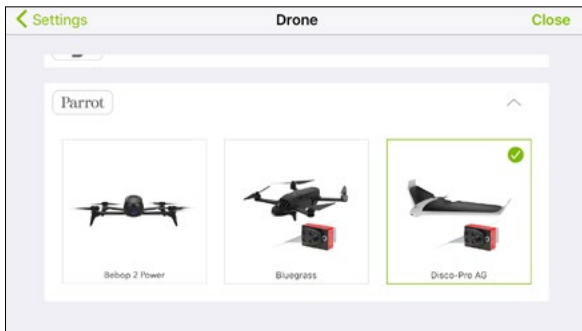 Settings
Drone
Close
Parrot
Bebop 2 Power
Bluegrass
Disco-Pro AG